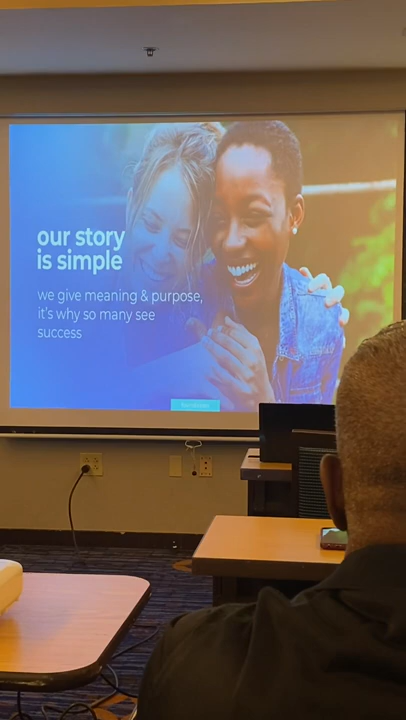 our story
is simple
we give meaning & purpose,
it's why so many see
success